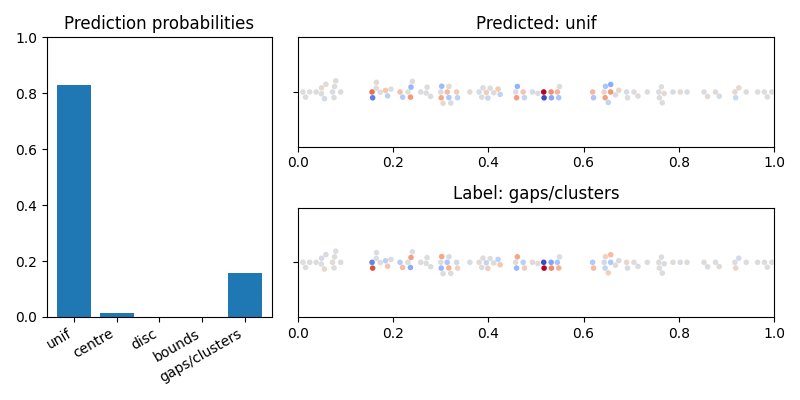 Prediction probabilities
1.0
0.8
0.6
0.4
0.2
0.0
unif
centre
disc
bounds
gaps/clusters
Predicted: unif
0.0 0.2 0.4 0.6 0.8 1.0
Label: gaps/clusters
0.0 0.2 0.4 0.6 0.8 1.0